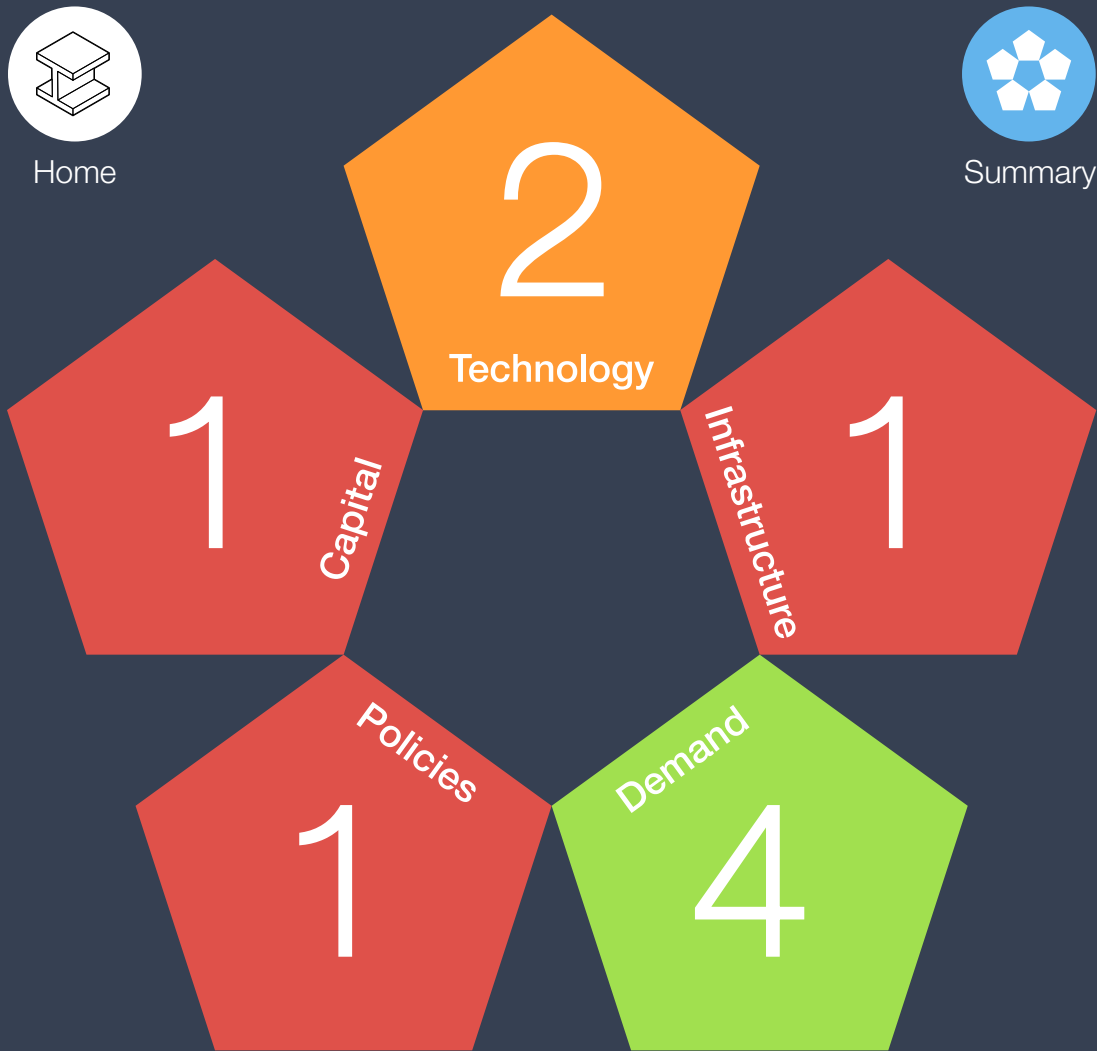 Home
Summary
2
Technology
1
Capital
1
Infrastructure
Policies
1
Demand
4